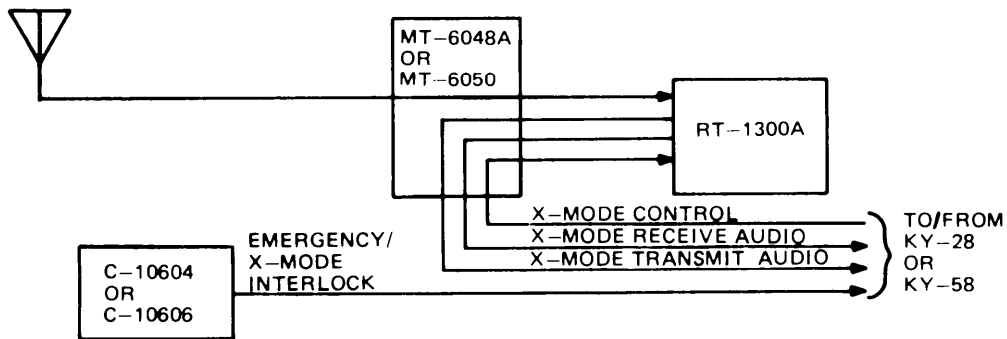 MT-6048A
OR
MT-6050
RT-1300A
X-MODE CONTROL
X-MODE RECEIVE AUDIO
X-MODE TRANSMIT AUDIO
TO/FROM
KY-28
OR
KY-58
EMERGENCY/
X-MODE
INTERLOCK
C-10604
OR
C-10606